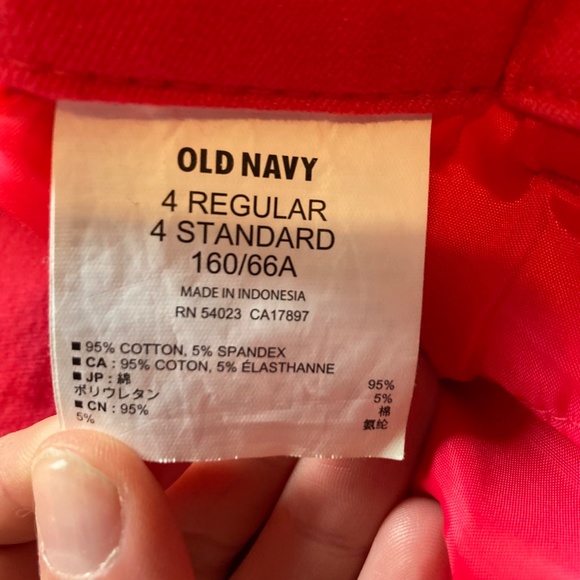 OLD NAVY
4 REGULAR
4 STANDARD
160/66A
MADE IN INDONESIA
RN 54023 CA17897
■ 95% COTTON, 5% SPANDEX
■ CA : 95% COTON, 5% ÉLASTHANNE
■ JP : 綿 95%
ポリウレタン 5%
■ CN : 95% 棉
5% 氨纶